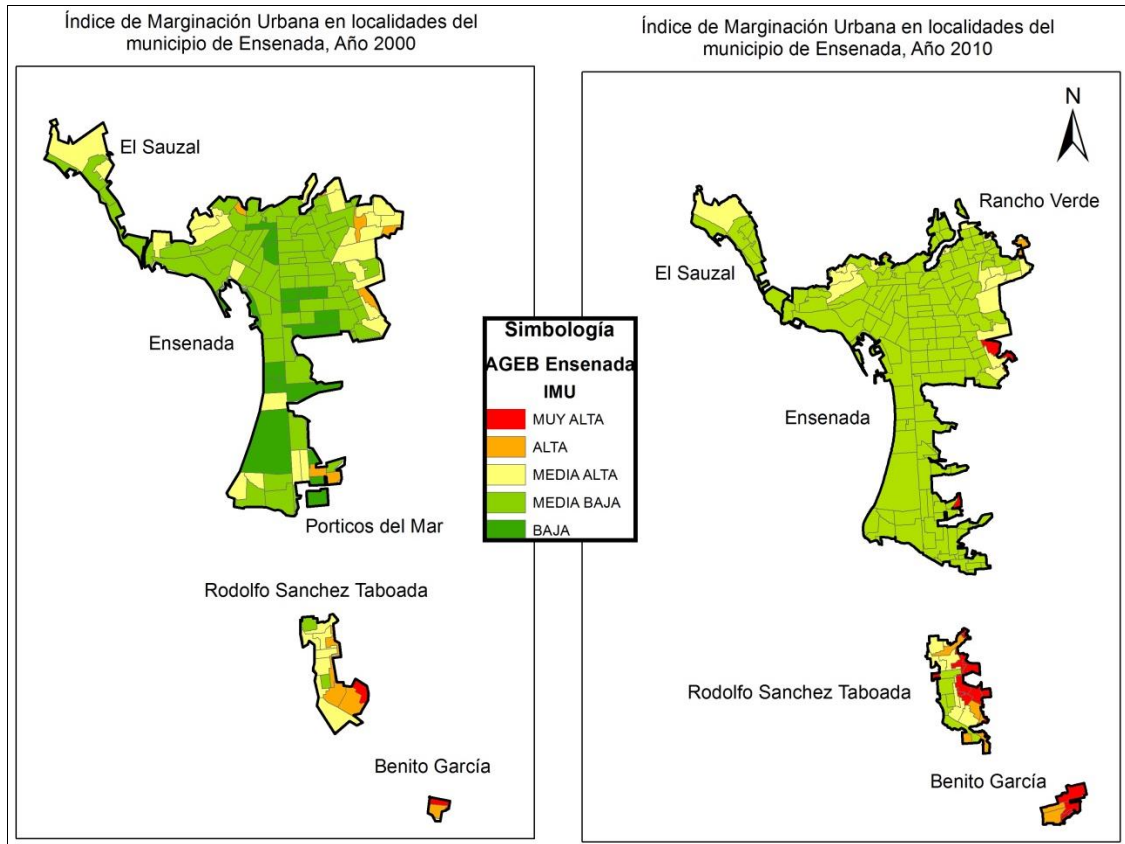 Índice de Marginación Urbana en localidades del
municipio de Ensenada, Año 2000
El Sauzal
Ensenada
Porticos del Mar
Rodolfo Sanchez Taboada
Benito García
Simbología
AGEB Ensenada
IMU
MUY ALTA
ALTA
MEDIA ALTA
MEDIA BAJA
BAJA
Índice de Marginación Urbana en localidades del
municipio de Ensenada, Año 2010
N
Rancho Verde
El Sauzal
Ensenada
Rodolfo Sanchez Taboada
Benito García